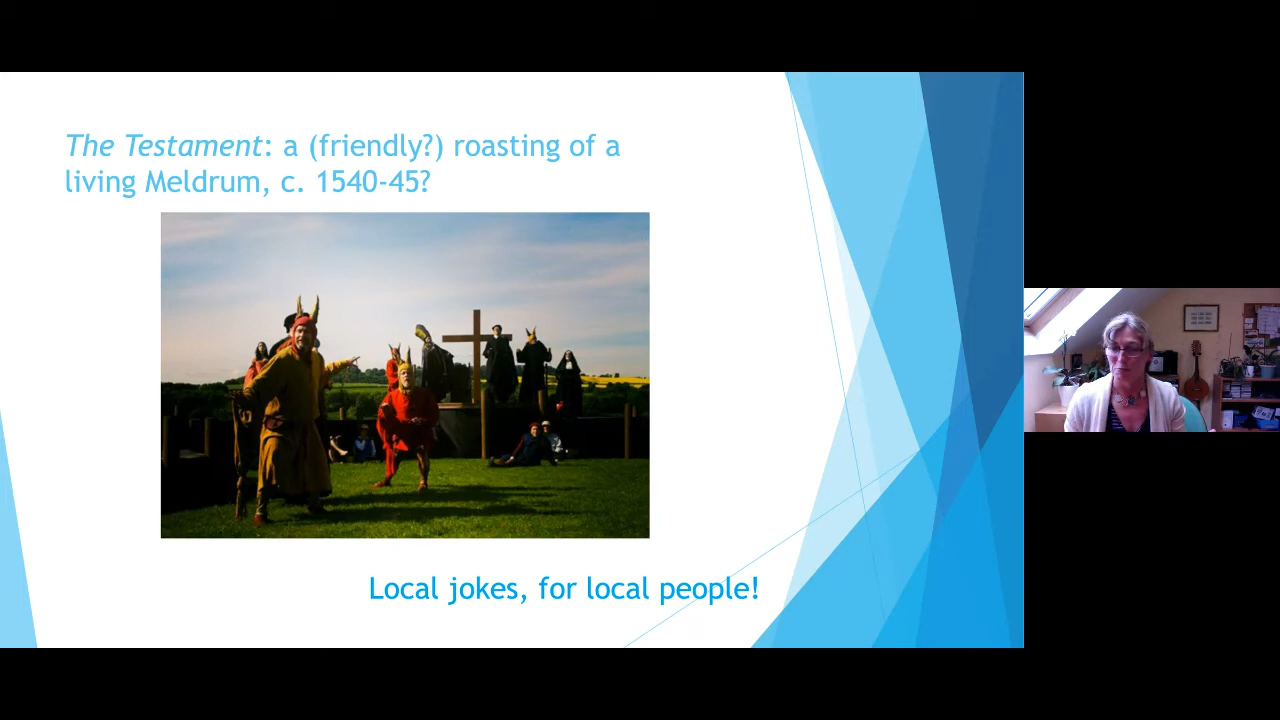 The Testament: a (friendly?) roasting of a
living Meldrum, c. 1540-45?
Local jokes, for local people!